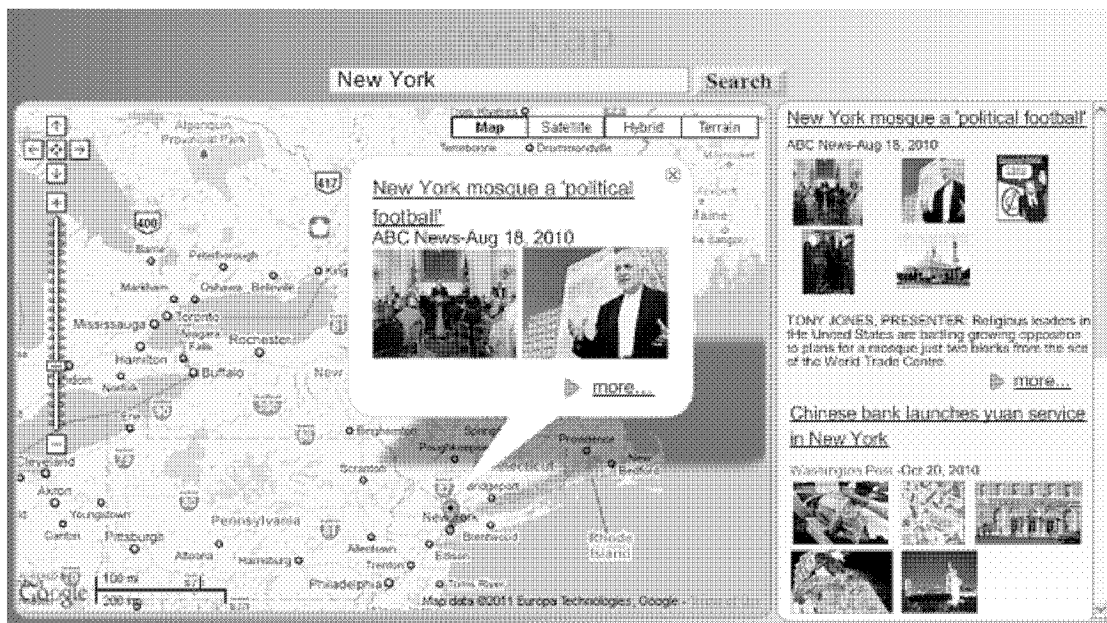 New York
Search
Map
Satellite
Hybrid
Terrain
Algonquin
Provincial Park
Drummondville
417
400
Barrie
Peterborough
Markham
Oshawa
Belleville
Toronto
Mississauga
Niagara
Falls
Rochester
Hamilton
Buffalo
Maine
New York mosque a 'political
football'
ABC News-Aug 18, 2010
more...
New
Binghamton
Scranton
Providence
New
Bedford
Bridgeport
New York
Brentwood
Edison
Rhode
Island
Cleveland
Akron
Youngstown
Canton
Pittsburgh
Pennsylvania
Altoona
Harrisburg
Allentown
Trenton
Philadelphia
Toms River
100 mi
200 km
Google
Map data ©2011 Europa Technologies, Google -
New York mosque a 'political football'
ABC News-Aug 18, 2010
TONY JONES, PRESENTER: Religious leaders in
the United States are battling growing opposition
to plans for a mosque just two blocks from the site
of the World Trade Centre.
more...
Chinese bank launches yuan service
in New York
Washington Post -Oct 20, 2010